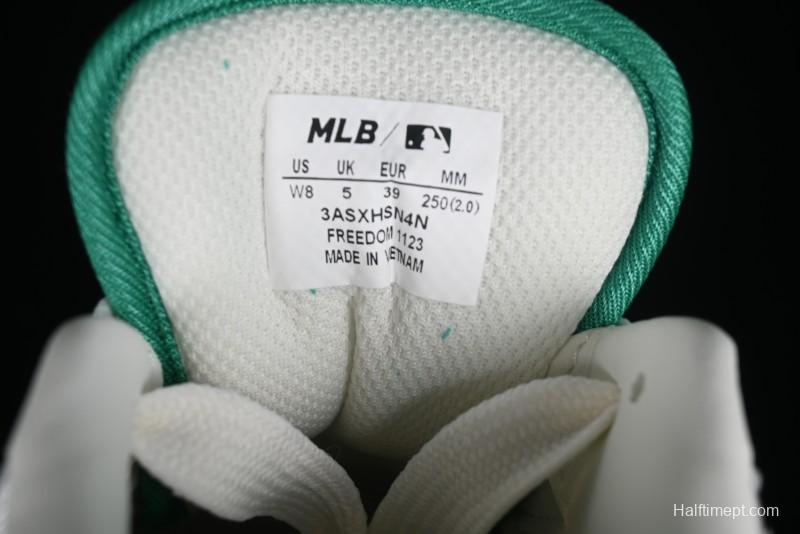 MLB
US UK EUR MM
W8 5 39 250(2.0)
3ASXHSN4N
FREEDOM 1123
MADE IN VIETNAM
Halftimept.com